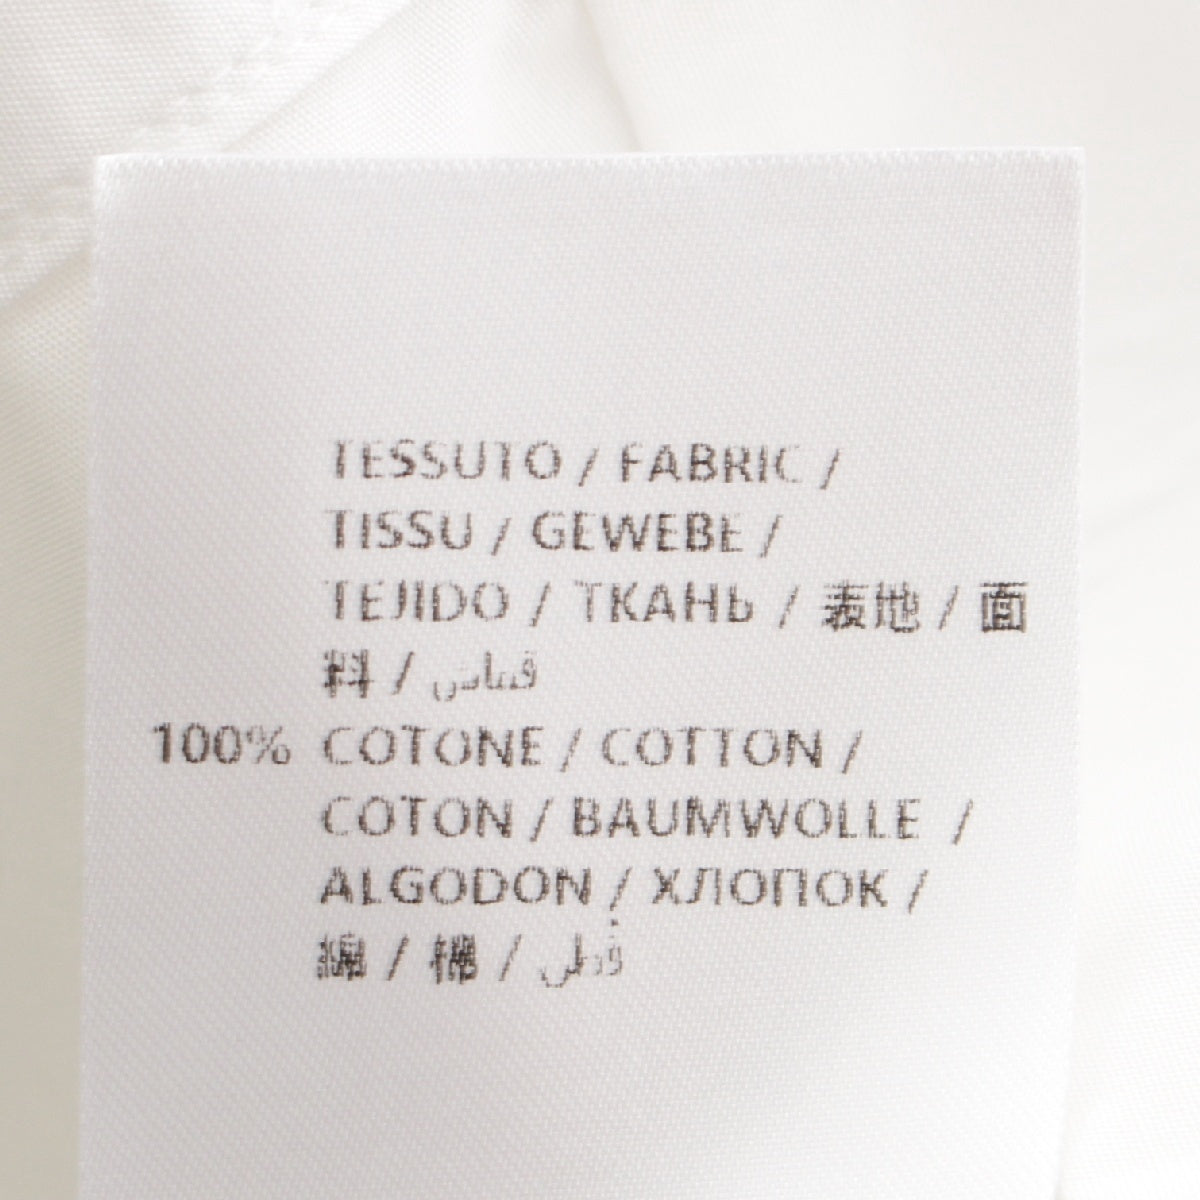 TESSUTO / FABRIC /
TISSU / GEWEBE /
TEJIDO / ТКАНЬ / 表地 / 面
料 / قماش
100% COTONE / COTTON /
COTON / BAUMWOLLE /
ALGODON / ХЛОПОК /
綿 / 棉 / قطن